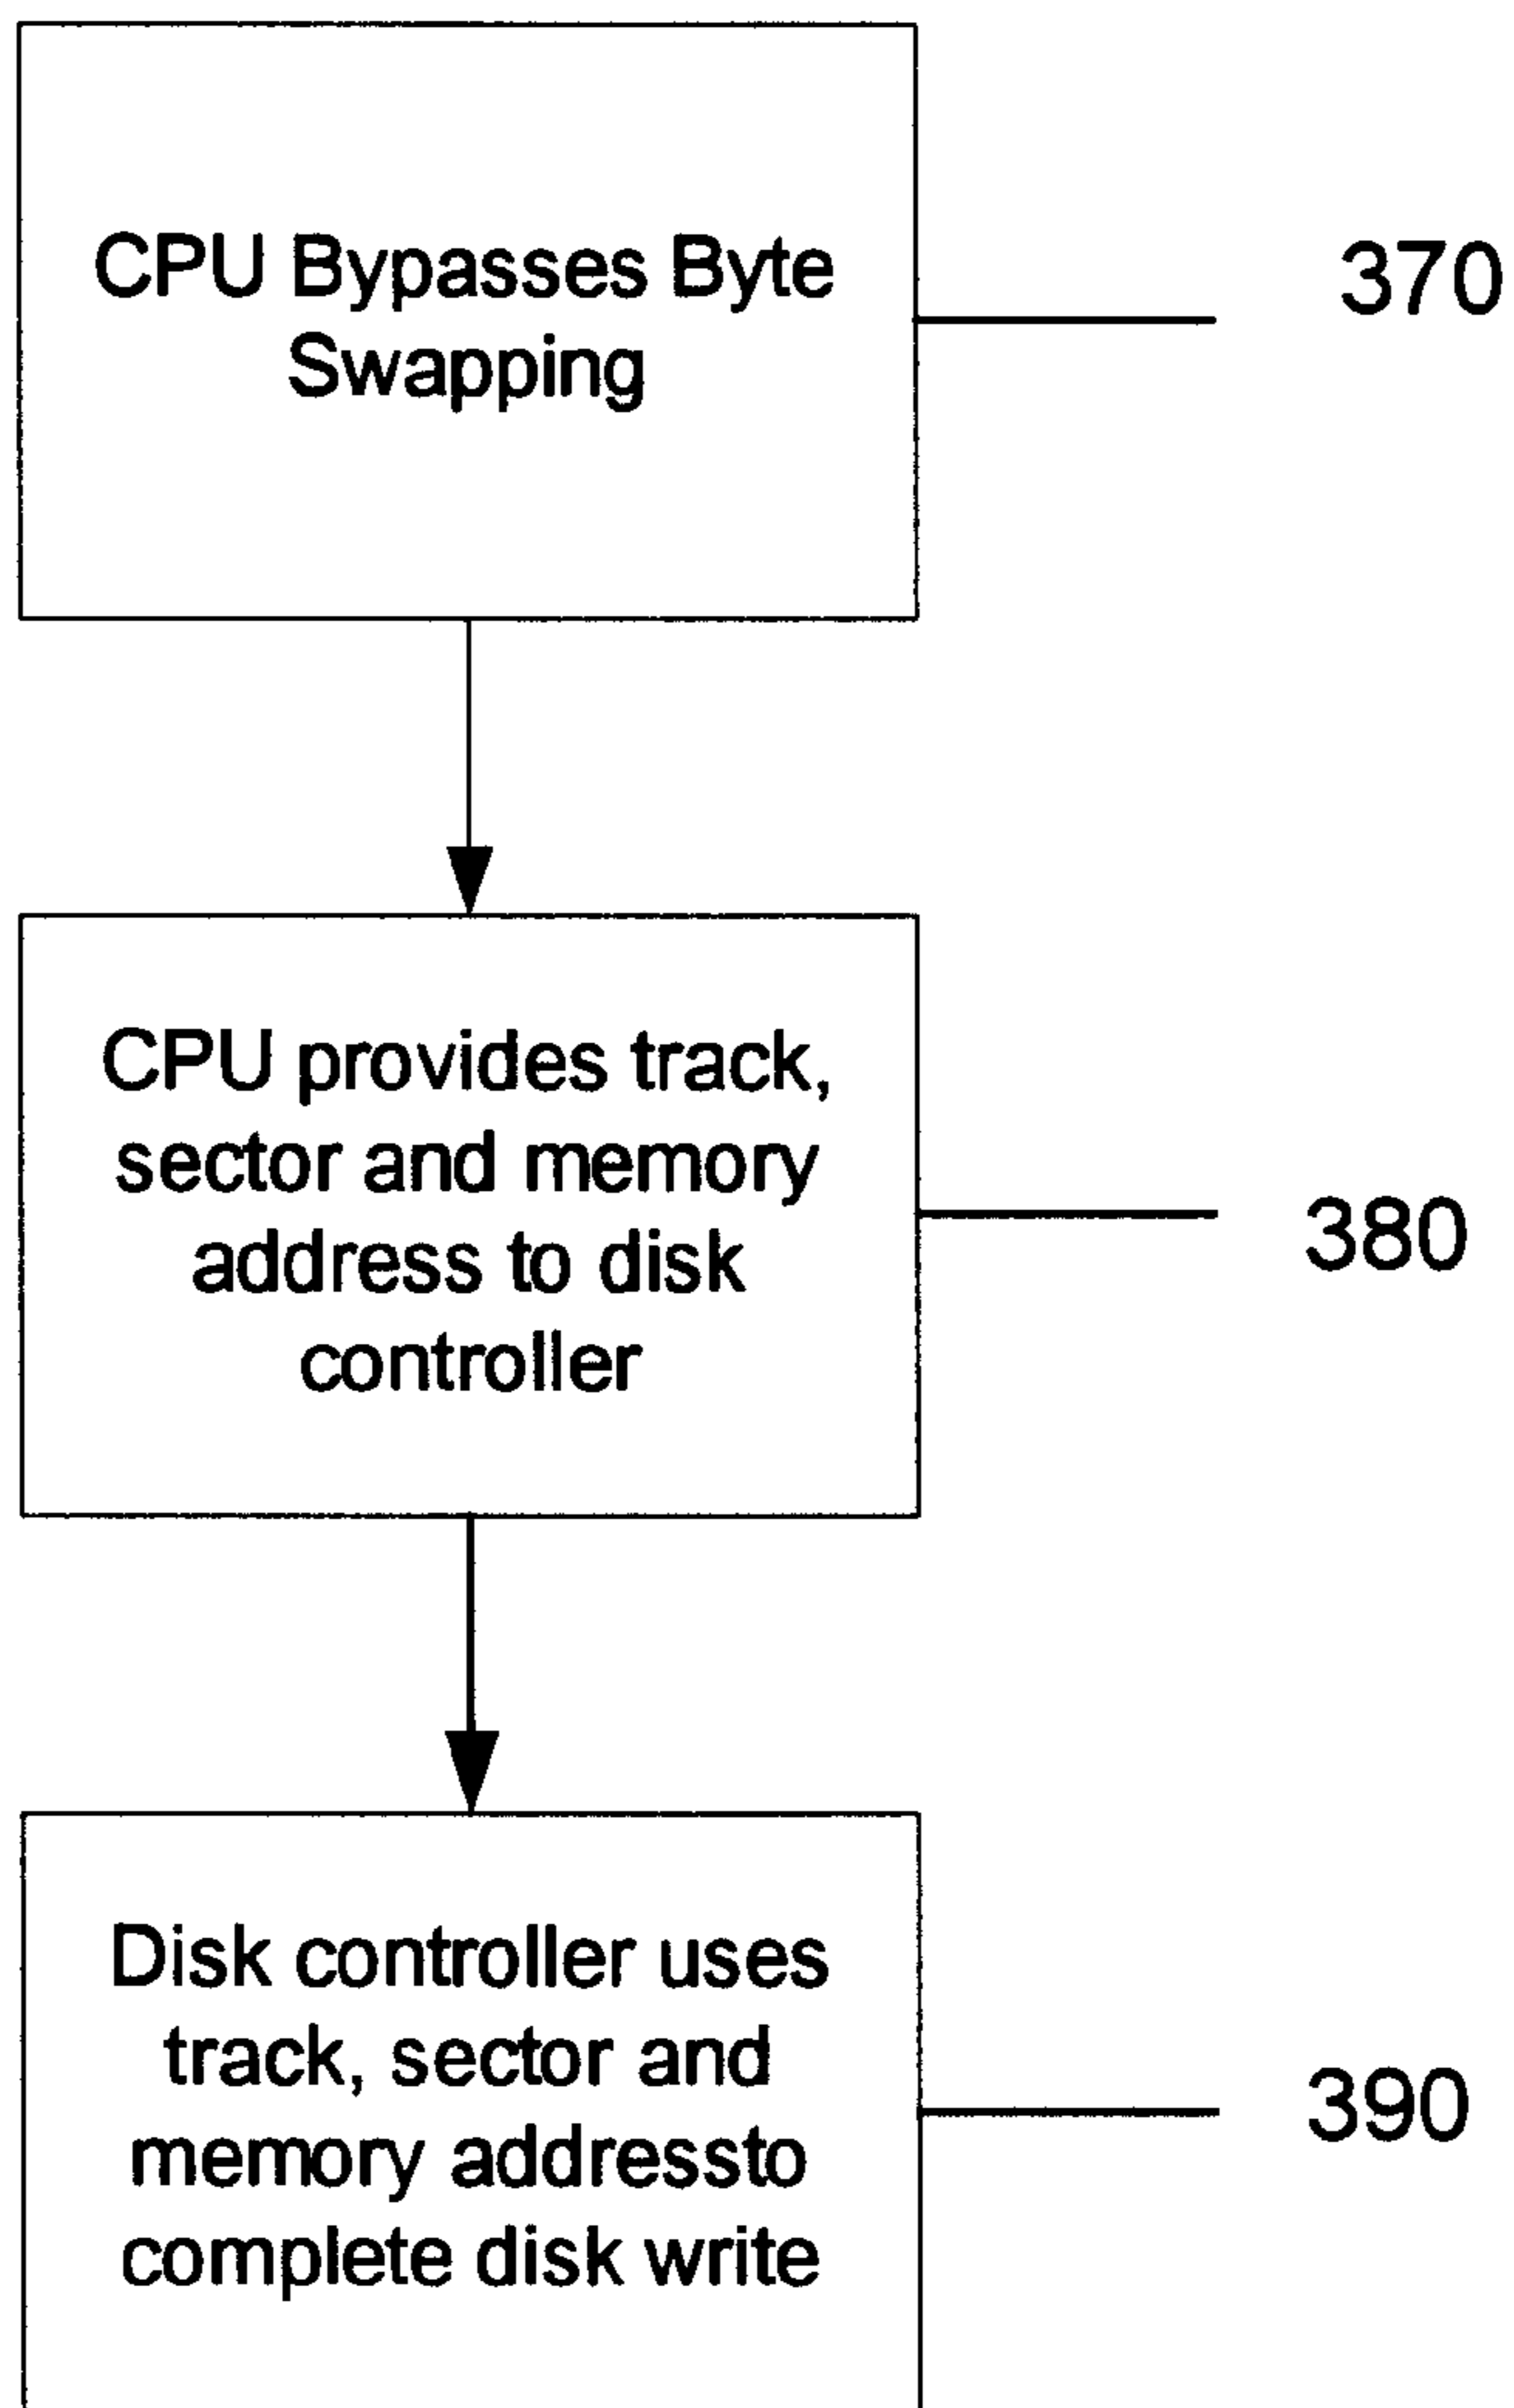 CPU Bypasses Byte
Swapping
370
CPU provides track,
sector and memory
address to disk
controller
380
Disk controller uses
track, sector and
memory addressto
complete disk write
390